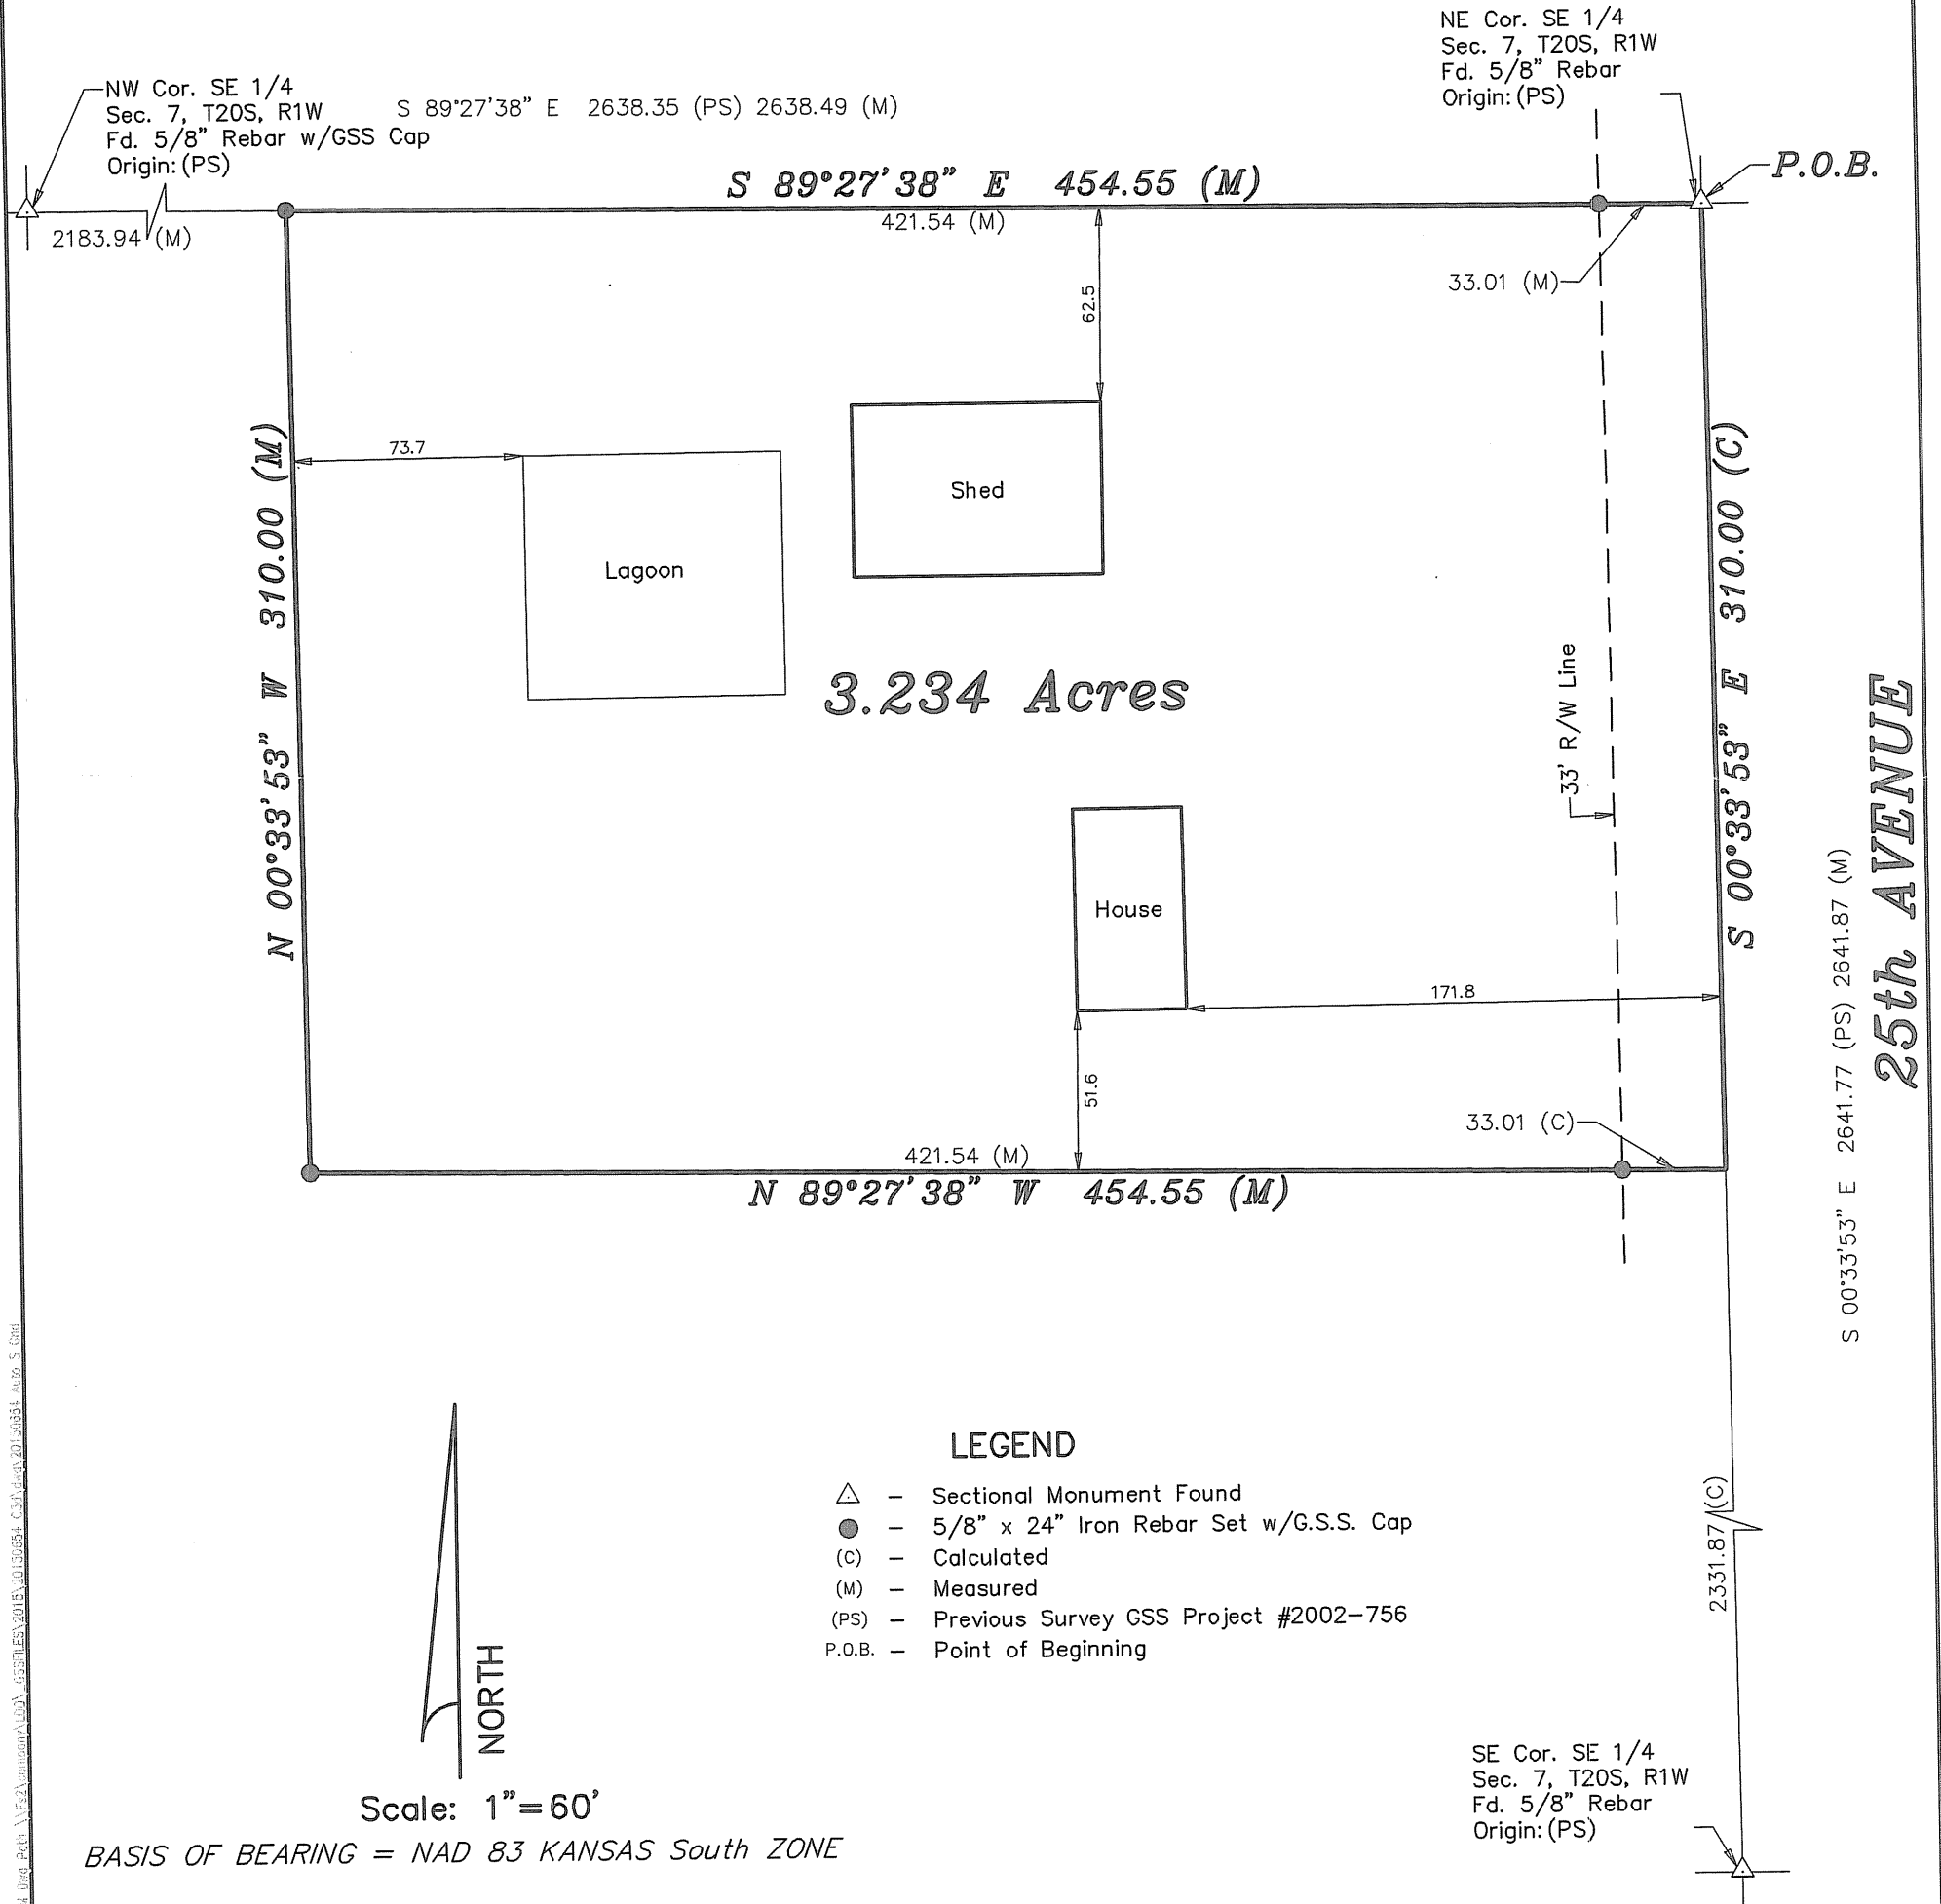 NE Cor. SE 1/4
Sec. 7, T20S, R1W
Fd. 5/8" Rebar
Origin: (PS)
NW Cor. SE 1/4
Sec. 7, T20S, R1W
Fd. 5/8" Rebar w/GSS Cap
Origin: (PS)
S 89°27'38" E 2638.35 (PS) 2638.49 (M)
P.O.B.
S 89°27'38" E 454.55 (M)
421.54 (M)
2183.94 (M)
33.01 (M)
62.5
73.7
Shed
Lagoon
N 00°33'53" W 310.00 (M)
S 00°33'53" E 310.00 (C)
3.234 Acres
33' R/W Line
25th AVENUE
S 00°33'53" E 2641.77 (PS) 2641.87 (M)
House
171.8
51.6
33.01 (C)
421.54 (M)
N 89°27'38" W 454.55 (M)
LEGEND
△ – Sectional Monument Found
● – 5/8" x 24" Iron Rebar Set w/G.S.S. Cap
(C) – Calculated
(M) – Measured
(PS) – Previous Survey GSS Project #2002-756
P.O.B. – Point of Beginning
2331.87 (C)
NORTH
Scale: 1"=60'
BASIS OF BEARING = NAD 83 KANSAS South ZONE
SE Cor. SE 1/4
Sec. 7, T20S, R1W
Fd. 5/8" Rebar
Origin: (PS)